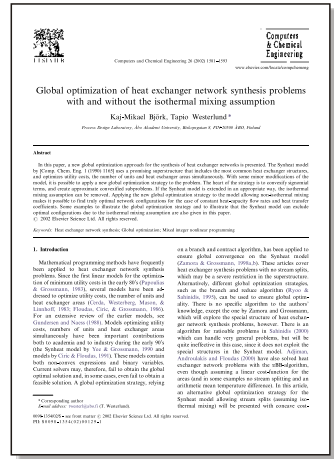 ELSEVIER
Computers and Chemical Engineering 26 (2002) 1581–1593
Computers
& Chemical
Engineering
www.elsevier.com/locate/compchemeng
Global optimization of heat exchanger network synthesis problems
with and without the isothermal mixing assumption
Kaj-Mikael Björk, Tapio Westerlund *
Process Design Laboratory, Åbo Akademi University, Biskopsgatan 8, FIN-20500 ÅBO, Finland
Abstract
In this paper, a new global optimization approach for the synthesis of heat exchanger networks is presented. The Synheat model
by [Comp. Chem. Eng. 1 (1990) 1165] uses a promising superstructure that includes the most common heat exchanger structures,
and optimizes utility costs, the number of units and heat exchanger areas simultaneously. With some minor modifications of the
model, it is possible to apply a new global optimization strategy to the problem. The heart of the strategy is to convexify signomial
terms, and create approximate convexified subproblems. If the Synheat model is extended in an appropriate way, the isothermal
mixing assumption can be removed. Applying the new global optimization strategy to the model allowing non-isothermal mixing
makes it possible to find truly optimal network configurations for the case of constant heat-capacity flow rates and heat transfer
coefficients. Some examples to illustrate the global optimization strategy and to illustrate that the Synheat model can exclude
optimal configurations due to the isothermal mixing assumption are also given in this paper.
© 2002 Elsevier Science Ltd. All rights reserved.
Keywords: Heat exchanger network synthesis; Global optimization; Mixed integer nonlinear programming
1. Introduction
Mathematical programming methods have frequently
been applied to heat exchanger network synthesis
problems. Since the first linear models for the optimiza-
tion of minimum utility costs in the early 80's (Papoulias
& Grossmann, 1983), several models have been ad-
dressed to optimize utility costs, the number of units and
heat exchanger areas (Cerda, Westerberg, Mason, &
Linnhoff, 1983; Floudas, Ciric, & Grossmann, 1986).
For an extensive review of the earlier models, see
Gundersen and Naess (1988). Models optimizing utility
costs, numbers of units and heat exchanger areas
simultaneously have been important contributions
both to academia and to industry during the early 90's
(the Synheat model by Yee & Grossmann, 1990 and
models by Ciric & Floudas, 1991). These models contain
both non-convex expressions and binary variables.
Current solvers may, therefore, fail to obtain the global
optimal solution and, in some cases, even fail to obtain a
feasible solution. A global optimization strategy, relying
* Corresponding author
E-mail address: (T. Westerlund).
on a branch and contract algorithm, has been applied to
ensure global convergence on the Synheat model
(Zamora & Grossmann, 1998a,b). These articles cover
heat exchanger synthesis problems with no stream splits,
which may be a severe restriction in the superstructure.
Alternatively, different global optimization strategies,
such as the branch and reduce algorithm (Ryoo &
Sahinidis, 1995), can be used to ensure global optim-
ality. There is no specific algorithm to the authors'
knowledge, except the one by Zamora and Grossmann,
which will explore the special structure of heat exchan-
ger network synthesis problems, however. There is an
algorithm for rateable problems in Sahinidis (2000)
which can handle very general problems, but will be
quite ineffective in this case, since it does not exploit the
special structures in the Synheat model. Adjiman,
Androulakis and Floudas (2000) have also solved heat
exchanger network problems with the αBB-algorithm,
even though assuming a linear cost-function for the
areas (and in some examples no stream splitting and an
arithmetic mean temperature difference). In this article,
an alternative global optimization strategy for the
Synheat model allowing stream splits (assuming iso-
thermal mixing) will be presented with concave cost-
0098-1354/02/$ - see front matter © 2002 Elsevier Science Ltd. All rights reserved.